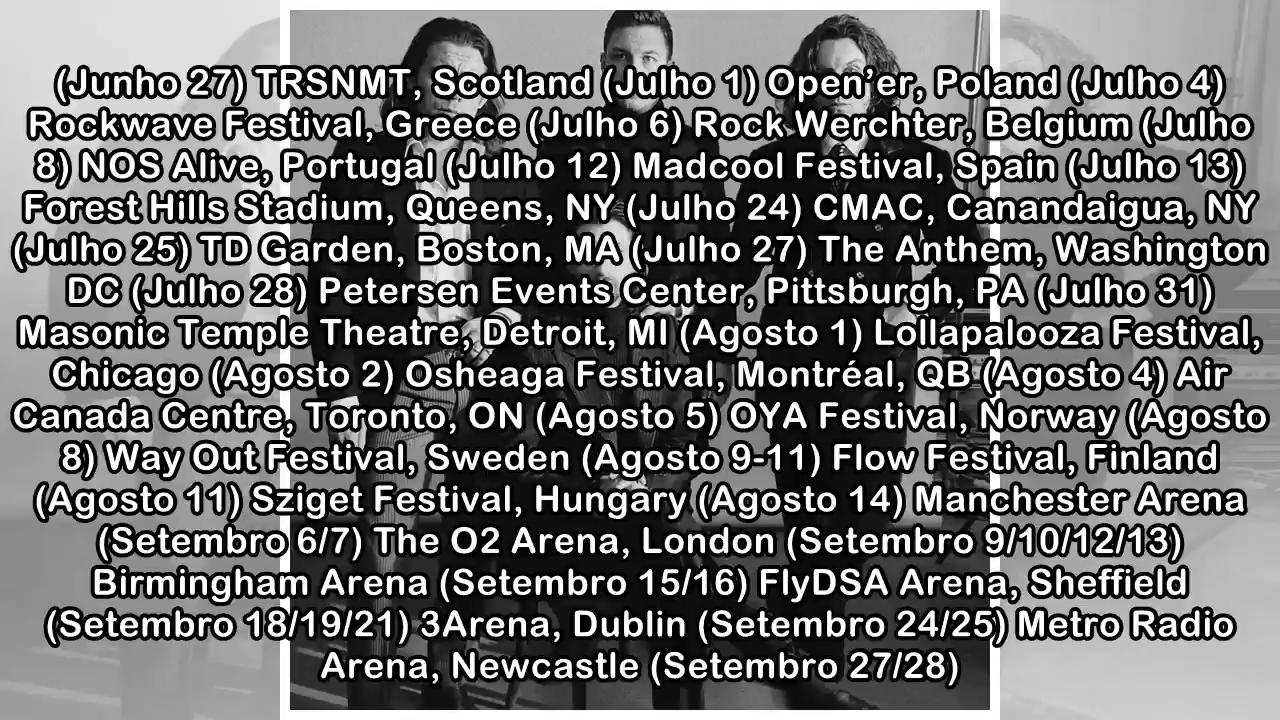 (Junho 27) TRSNMT, Scotland (Julho 1) Open’er, Poland (Julho 4)
Rockwave Festival, Greece (Julho 6) Rock Werchter, Belgium (Julho
8) NOS Alive, Portugal (Julho 12) Madcool Festival, Spain (Julho 13)
Forest Hills Stadium, Queens, NY (Julho 24) CMAC, Canandaigua, NY
(Julho 25) TD Garden, Boston, MA (Julho 27) The Anthem, Washington
DC (Julho 28) Petersen Events Center, Pittsburgh, PA (Julho 31)
Masonic Temple Theatre, Detroit, MI (Agosto 1) Lollapalooza Festival,
Chicago (Agosto 2) Osheaga Festival, Montréal, QB (Agosto 4) Air
Canada Centre, Toronto, ON (Agosto 5) OYA Festival, Norway (Agosto
8) Way Out Festival, Sweden (Agosto 9-11) Flow Festival, Finland
(Agosto 11) Sziget Festival, Hungary (Agosto 14) Manchester Arena
(Setembro 6/7) The O2 Arena, London (Setembro 9/10/12/13)
Birmingham Arena (Setembro 15/16) FlyDSA Arena, Sheffield
(Setembro 18/19/21) 3Arena, Dublin (Setembro 24/25) Metro Radio
Arena, Newcastle (Setembro 27/28)